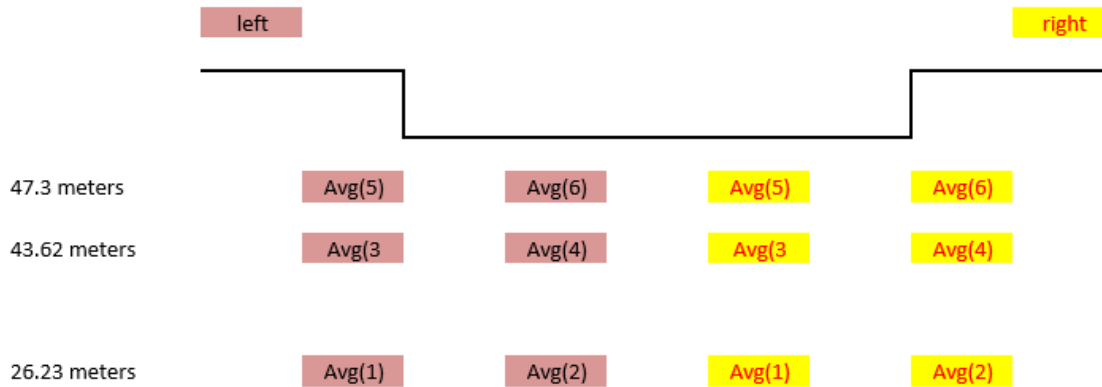 left right
47.3 meters Avg(5) Avg(6) Avg(5) Avg(6)
43.62 meters Avg(3 Avg(4) Avg(3 Avg(4)
26.23 meters Avg(1) Avg(2) Avg(1) Avg(2)